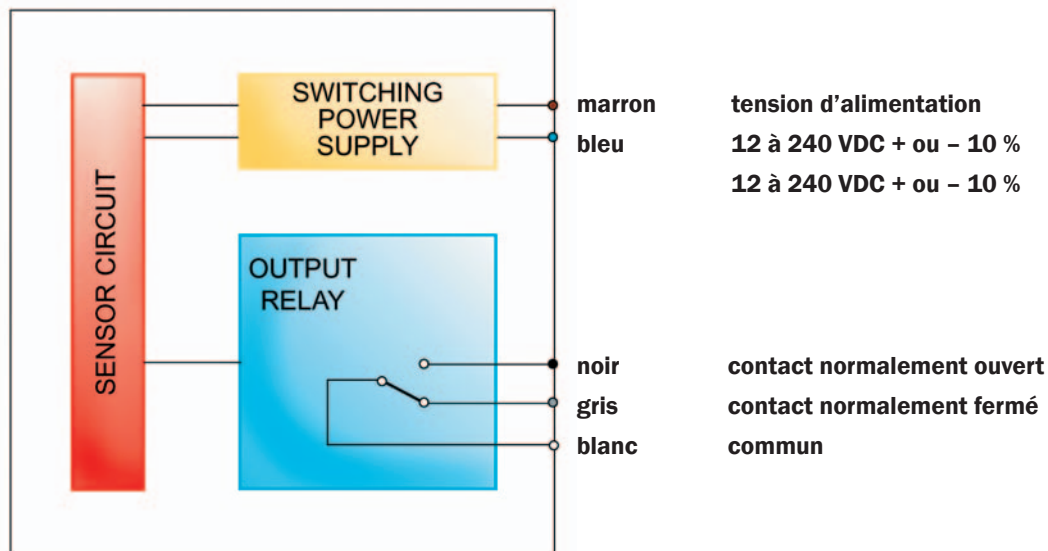 SENSOR CIRCUIT
SWITCHING
POWER
SUPPLY
marron tension d’alimentation
bleu 12 à 240 VDC + ou – 10 %
12 à 240 VDC + ou – 10 %
OUTPUT
RELAY
noir contact normalement ouvert
gris contact normalement fermé
blanc commun